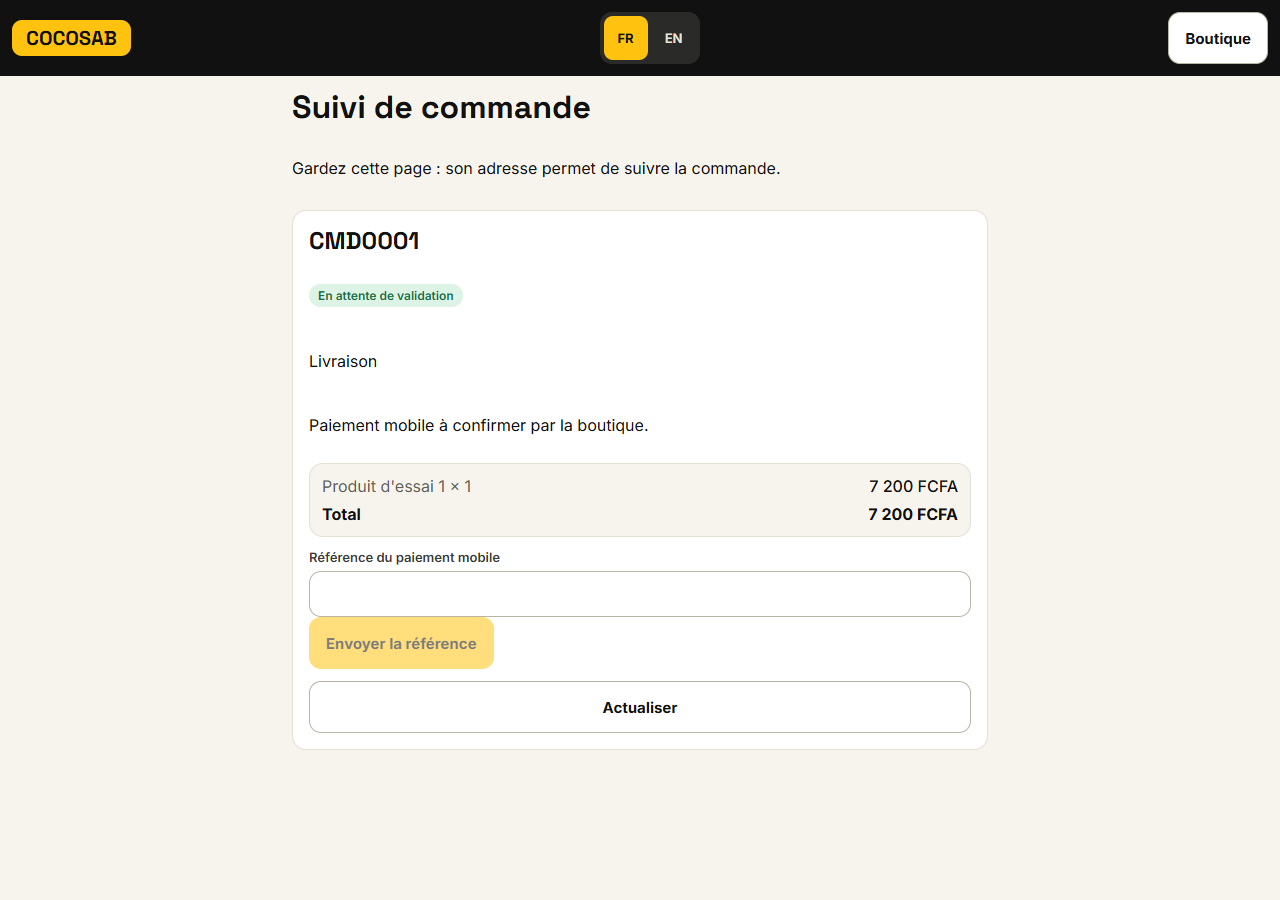 COCOSAB
FR
EN
Boutique
Suivi de commande
Gardez cette page : son adresse permet de suivre la commande.
CMD0001
En attente de validation
Livraison
Paiement mobile à confirmer par la boutique.
Produit d'essai 1 × 1
7 200 FCFA
Total
7 200 FCFA
Référence du paiement mobile
Envoyer la référence
Actualiser